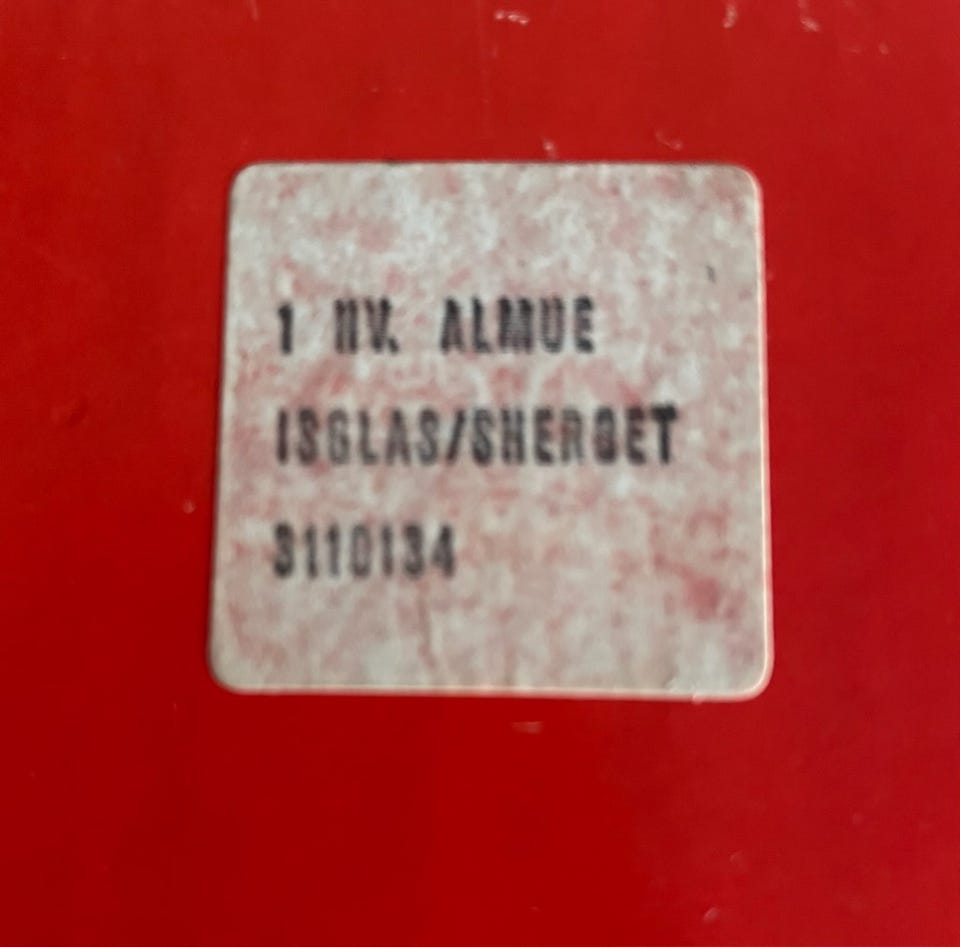 1 HV. ALMUE
ISGLAS/SHERBET
3110134